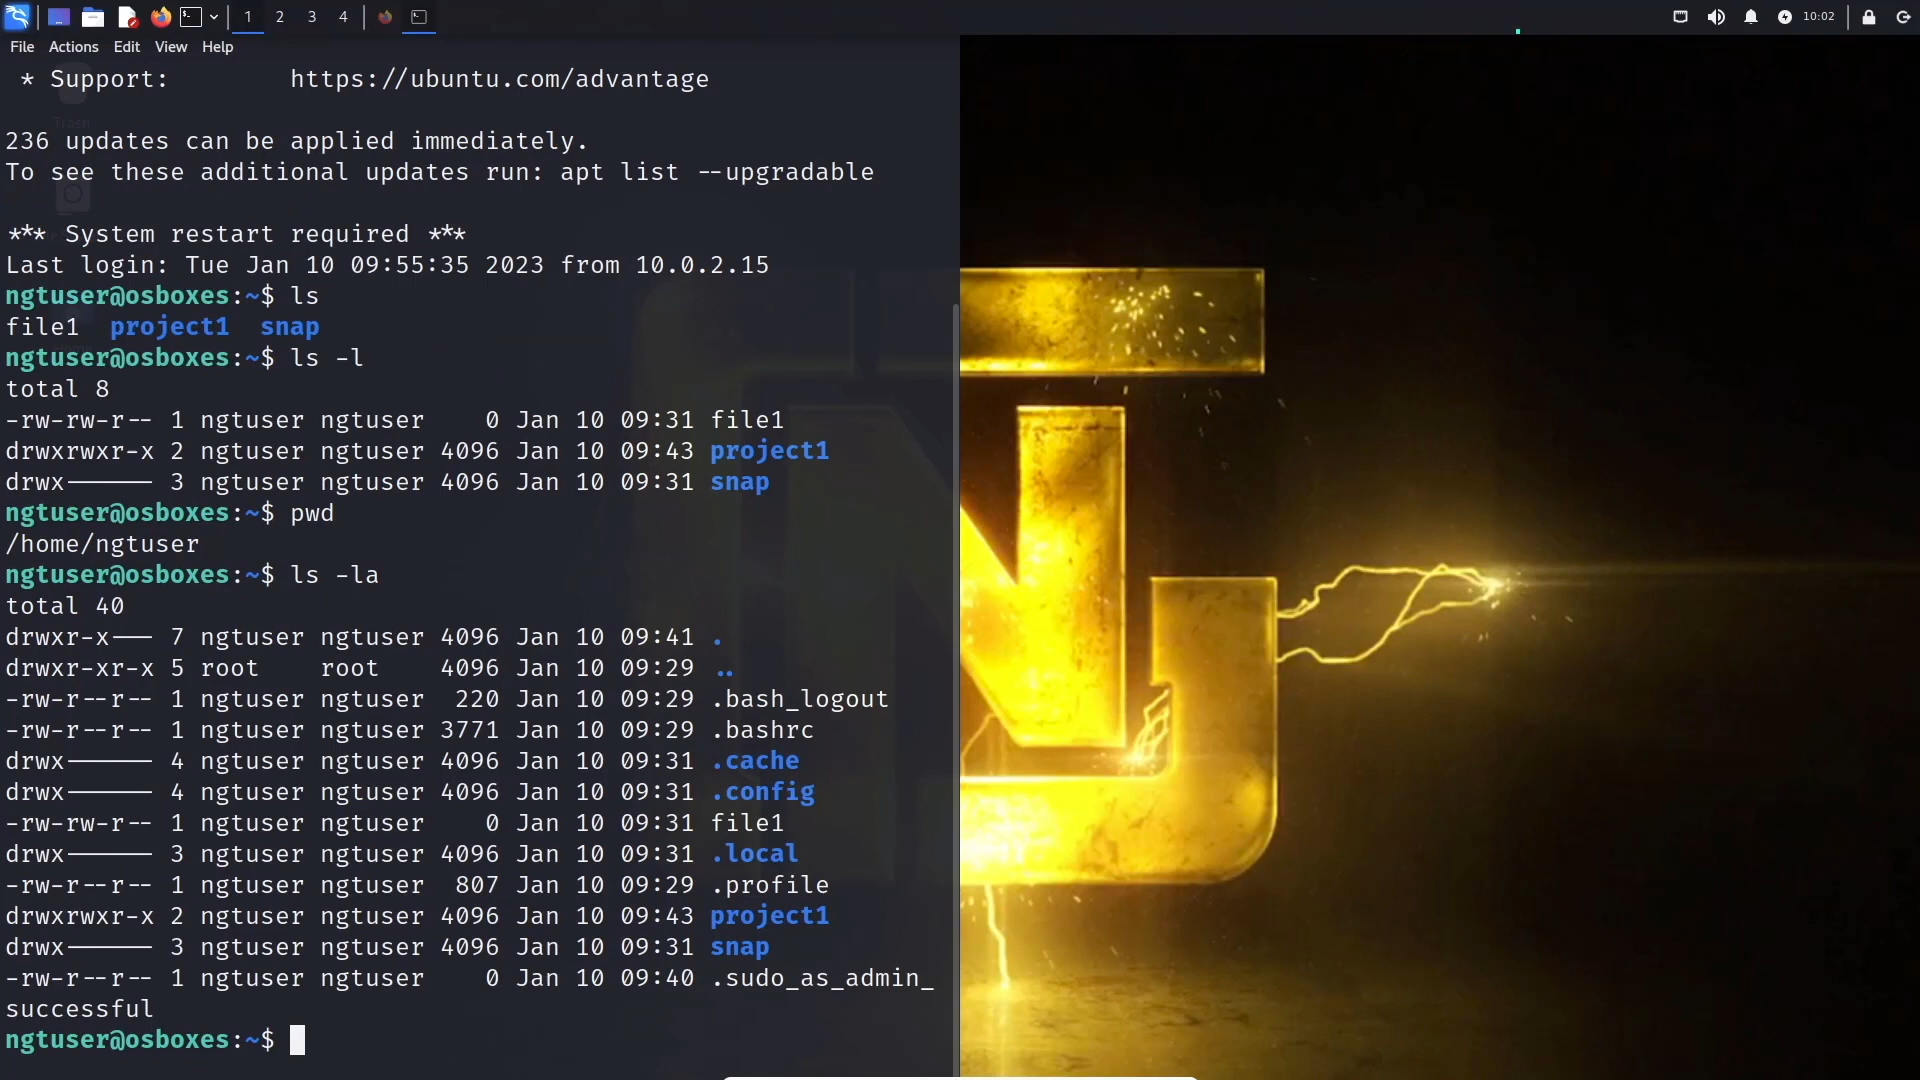 1 2 3 4 10:02
File Actions Edit View Help
* Support: https://ubuntu.com/advantage
Trash
236 updates can be applied immediately.
To see these additional updates run: apt list --upgradable
*** System restart required ***
Last login: Tue Jan 10 09:55:35 2023 from 10.0.2.15
ngtuser@osboxes:~$ ls
file1 project1 snap
ngtuser@osboxes:~$ ls -l
total 8
-rw-rw-r-- 1 ngtuser ngtuser 0 Jan 10 09:31 file1
drwxrwxr-x 2 ngtuser ngtuser 4096 Jan 10 09:43 project1
drwx------ 3 ngtuser ngtuser 4096 Jan 10 09:31 snap
ngtuser@osboxes:~$ pwd
/home/ngtuser
ngtuser@osboxes:~$ ls -la
total 40
drwxr-x--- 7 ngtuser ngtuser 4096 Jan 10 09:41 .
drwxr-xr-x 5 root root 4096 Jan 10 09:29 ..
-rw-r--r-- 1 ngtuser ngtuser 220 Jan 10 09:29 .bash_logout
-rw-r--r-- 1 ngtuser ngtuser 3771 Jan 10 09:29 .bashrc
drwx------ 4 ngtuser ngtuser 4096 Jan 10 09:31 .cache
drwx------ 4 ngtuser ngtuser 4096 Jan 10 09:31 .config
-rw-rw-r-- 1 ngtuser ngtuser 0 Jan 10 09:31 file1
drwx------ 3 ngtuser ngtuser 4096 Jan 10 09:31 .local
-rw-r--r-- 1 ngtuser ngtuser 807 Jan 10 09:29 .profile
drwxrwxr-x 2 ngtuser ngtuser 4096 Jan 10 09:43 project1
drwx------ 3 ngtuser ngtuser 4096 Jan 10 09:31 snap
-rw-r--r-- 1 ngtuser ngtuser 0 Jan 10 09:40 .sudo_as_admin_
successful
ngtuser@osboxes:~$